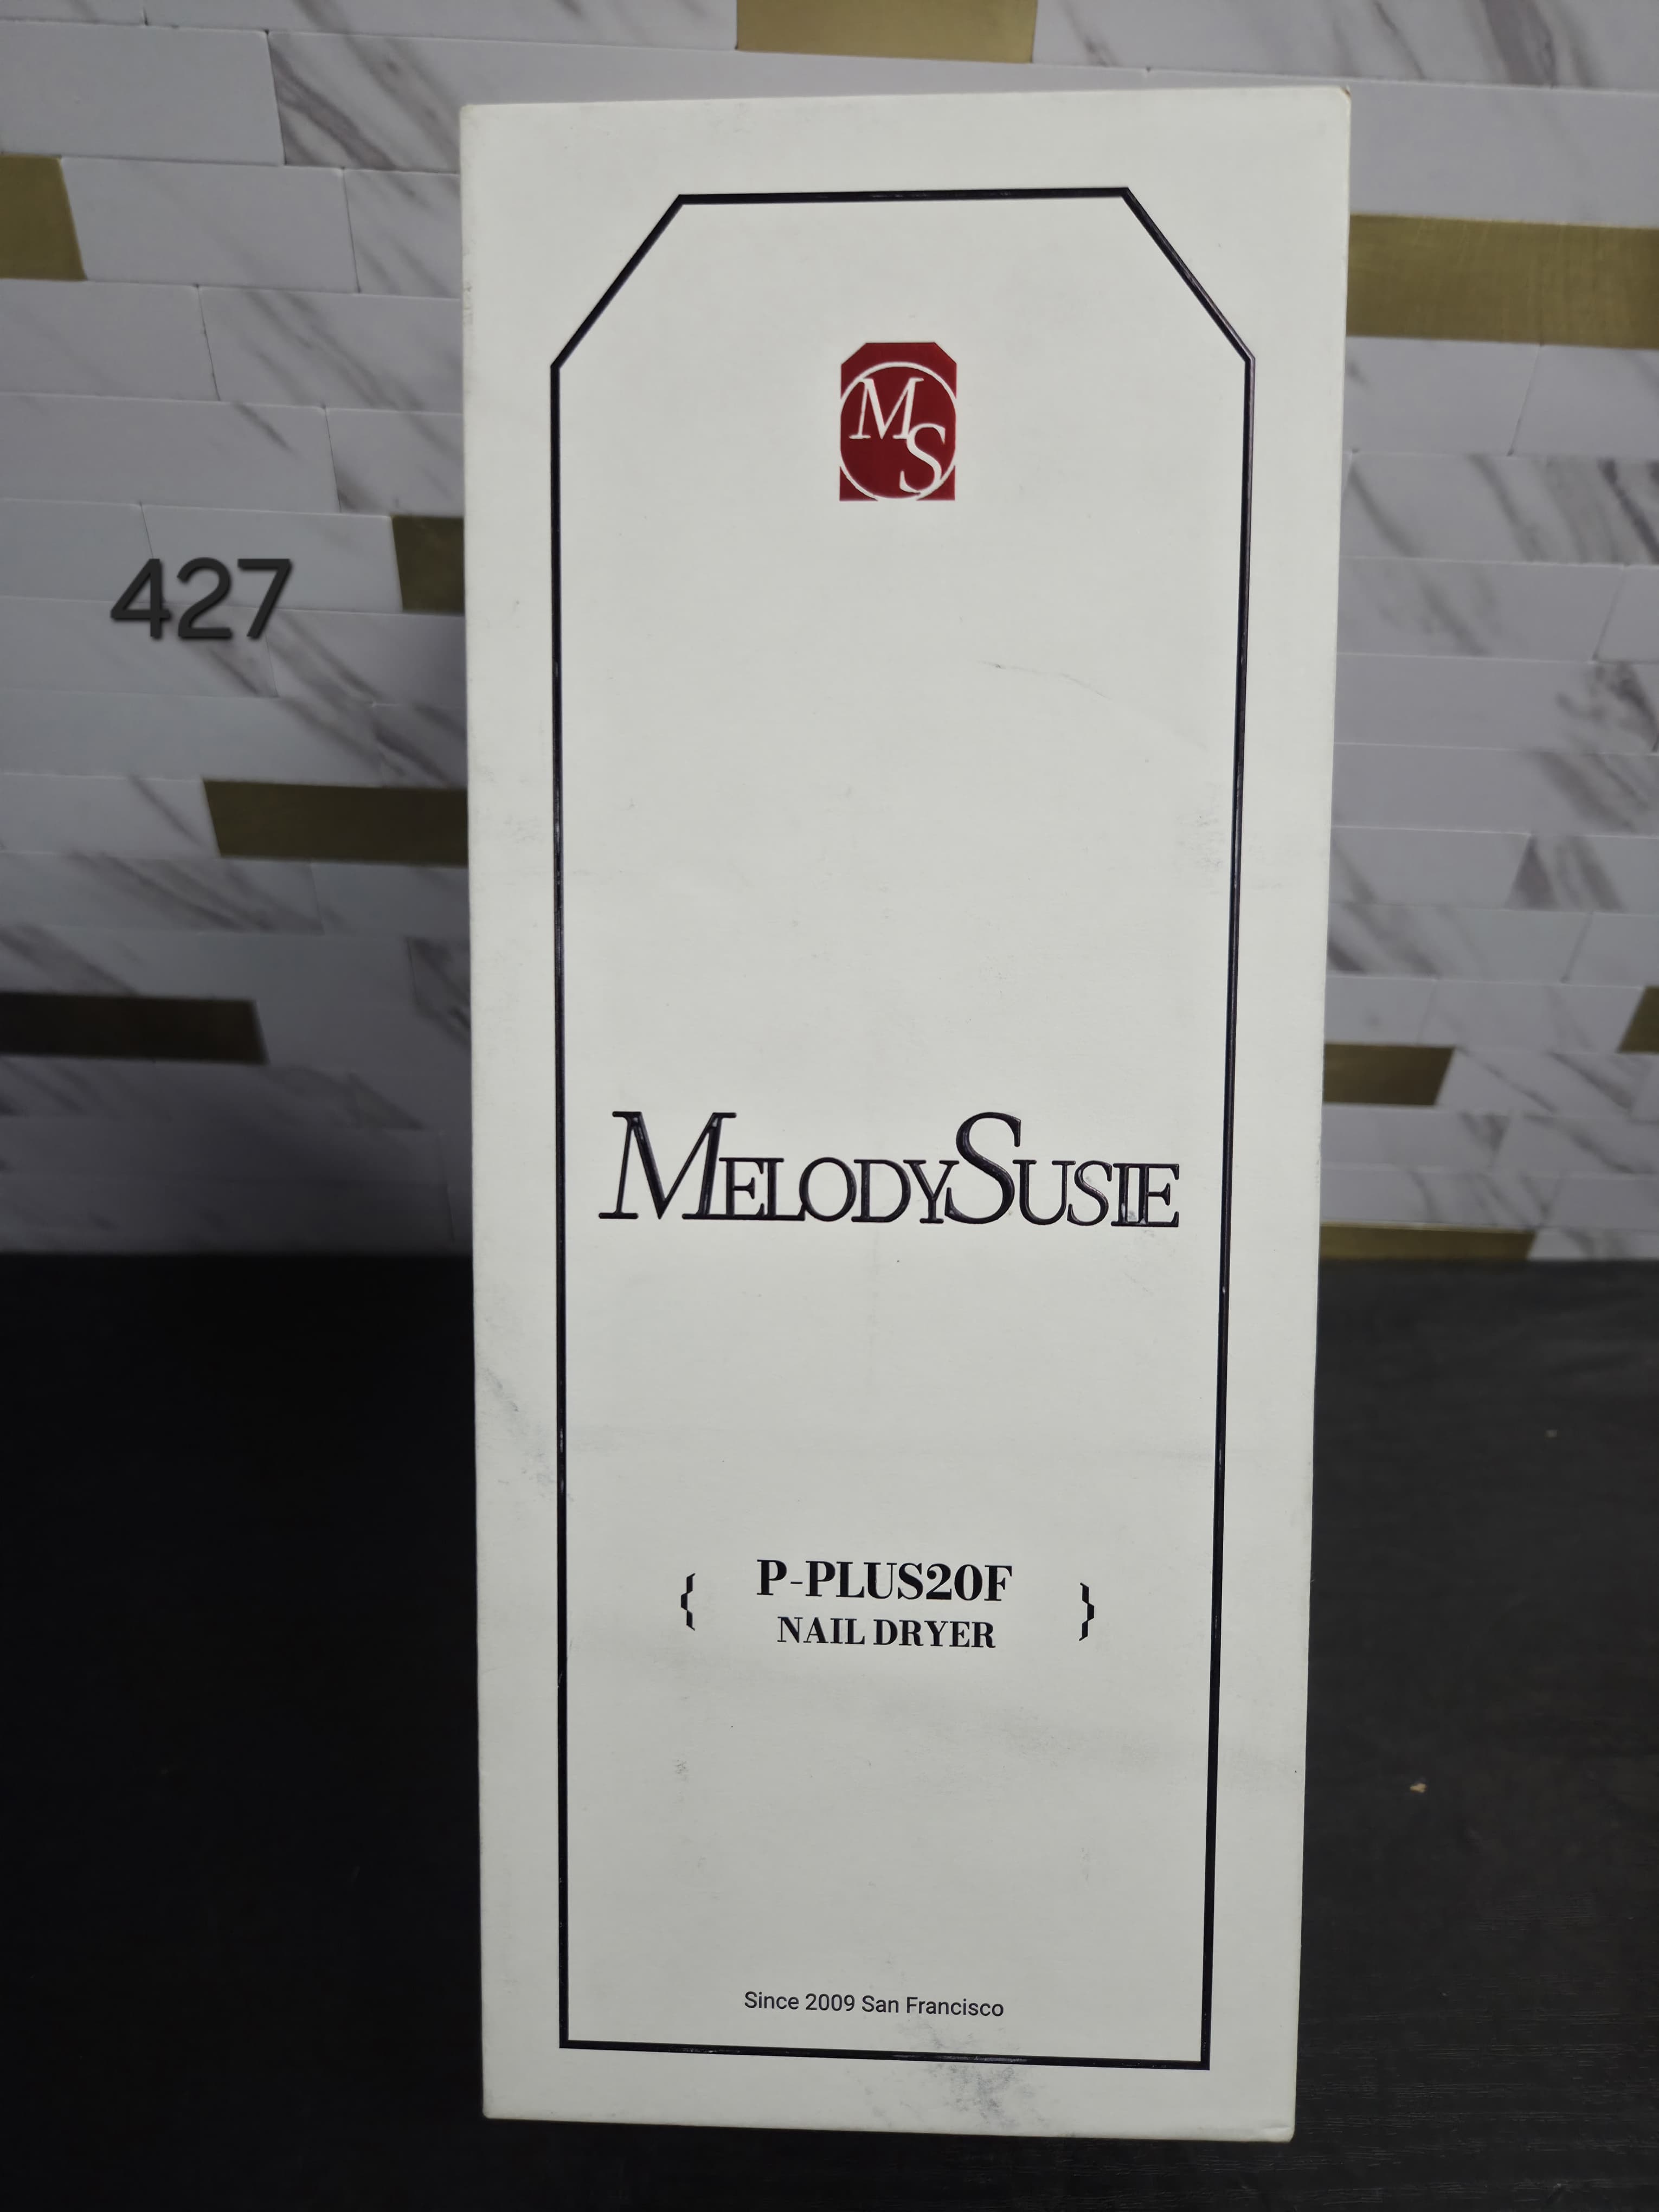 427
MS
MELODYSUSIE
{ P-PLUS20F
NAIL DRYER }
Since 2009 San Francisco